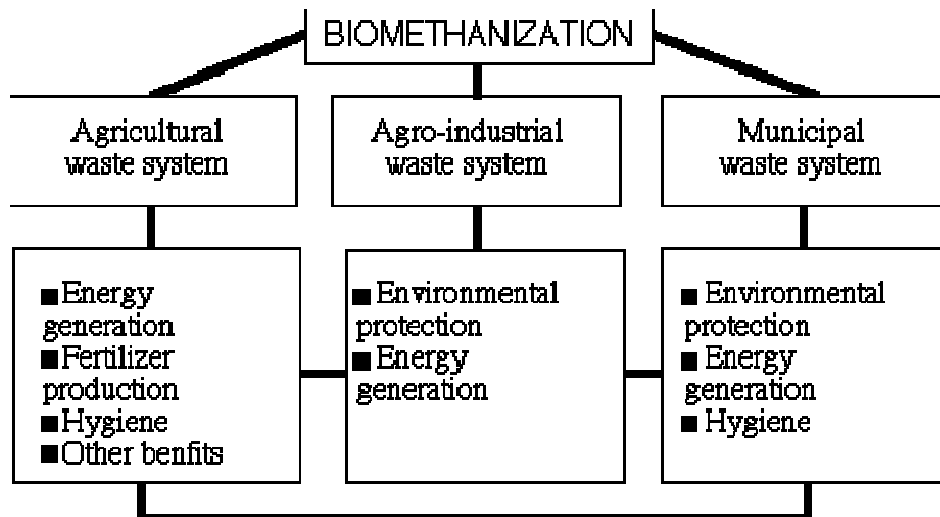 BIOMETHANIZATION
Agricultural
waste system
Agro-industrial
waste system
Municipal
waste system
■Energy
generation
■Fertilizer
production
■Hygiene
■Other benfits
■ Environmental
protection
■ Energy
generation
■ Environmental
protection
■ Energy
generation
■ Hygiene